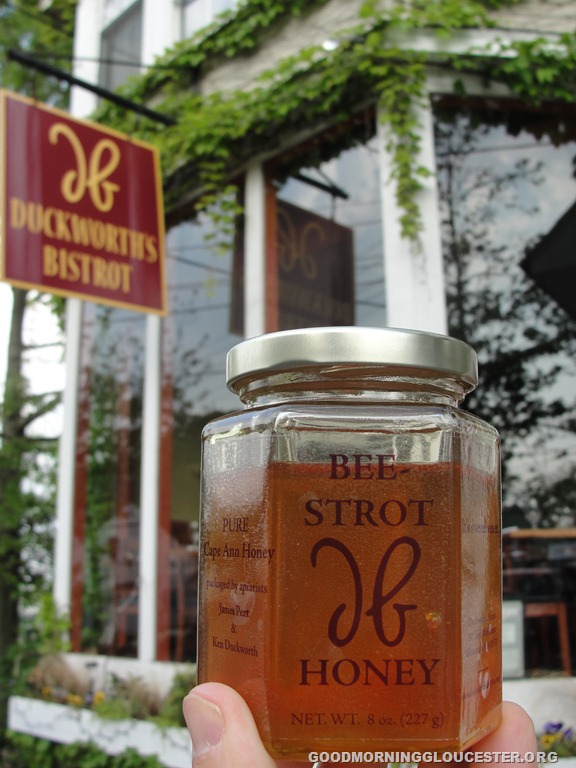 db
DUCKWORTH'S
BISTROT
BEE-
STROT
db
HONEY
NET. WT. 8 oz. (227 g)
PURE
Cape Ann Honey
packaged by apiarists
James Pert
&
Ken Duckworth
GOODMORNINGGLOUCESTER.ORG